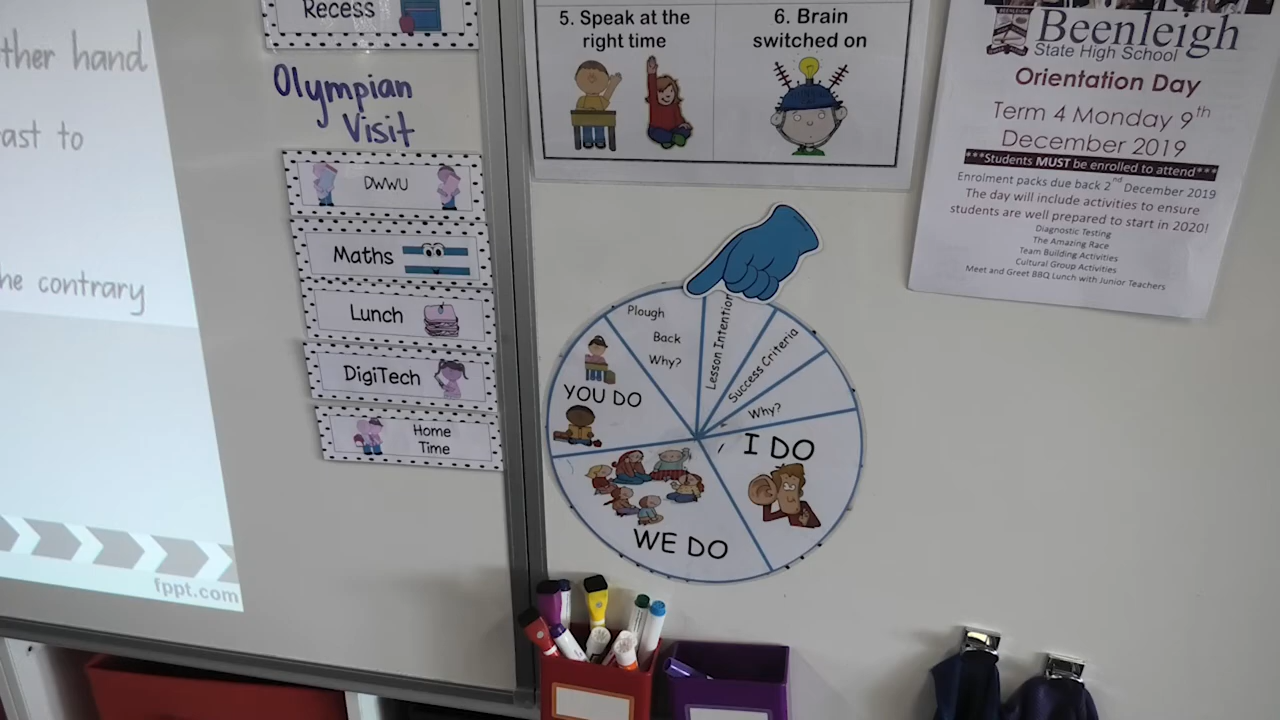 ther hand
ast to
he contrary
fppt.com
Recess
Olympian
Visit
DWWU
Maths
Lunch
DigiTech
Home
Time
5. Speak at the
right time
6. Brain
switched on
Plough
Back
Why?
Lesson Intention
Success Criteria
Why?
I DO
WE DO
YOU DO
BEENLEIGH
Beenleigh
State High School
Orientation Day
Term 4 Monday 9th
December 2019
***Students MUST be enrolled to attend***
Enrolment packs due back 2nd December 2019
The day will include activities to ensure
students are well prepared to start in 2020!
Diagnostic Testing
The Amazing Race
Team Building Activities
Cultural Group Activities
Meet and Greet BBQ Lunch with Junior Teachers